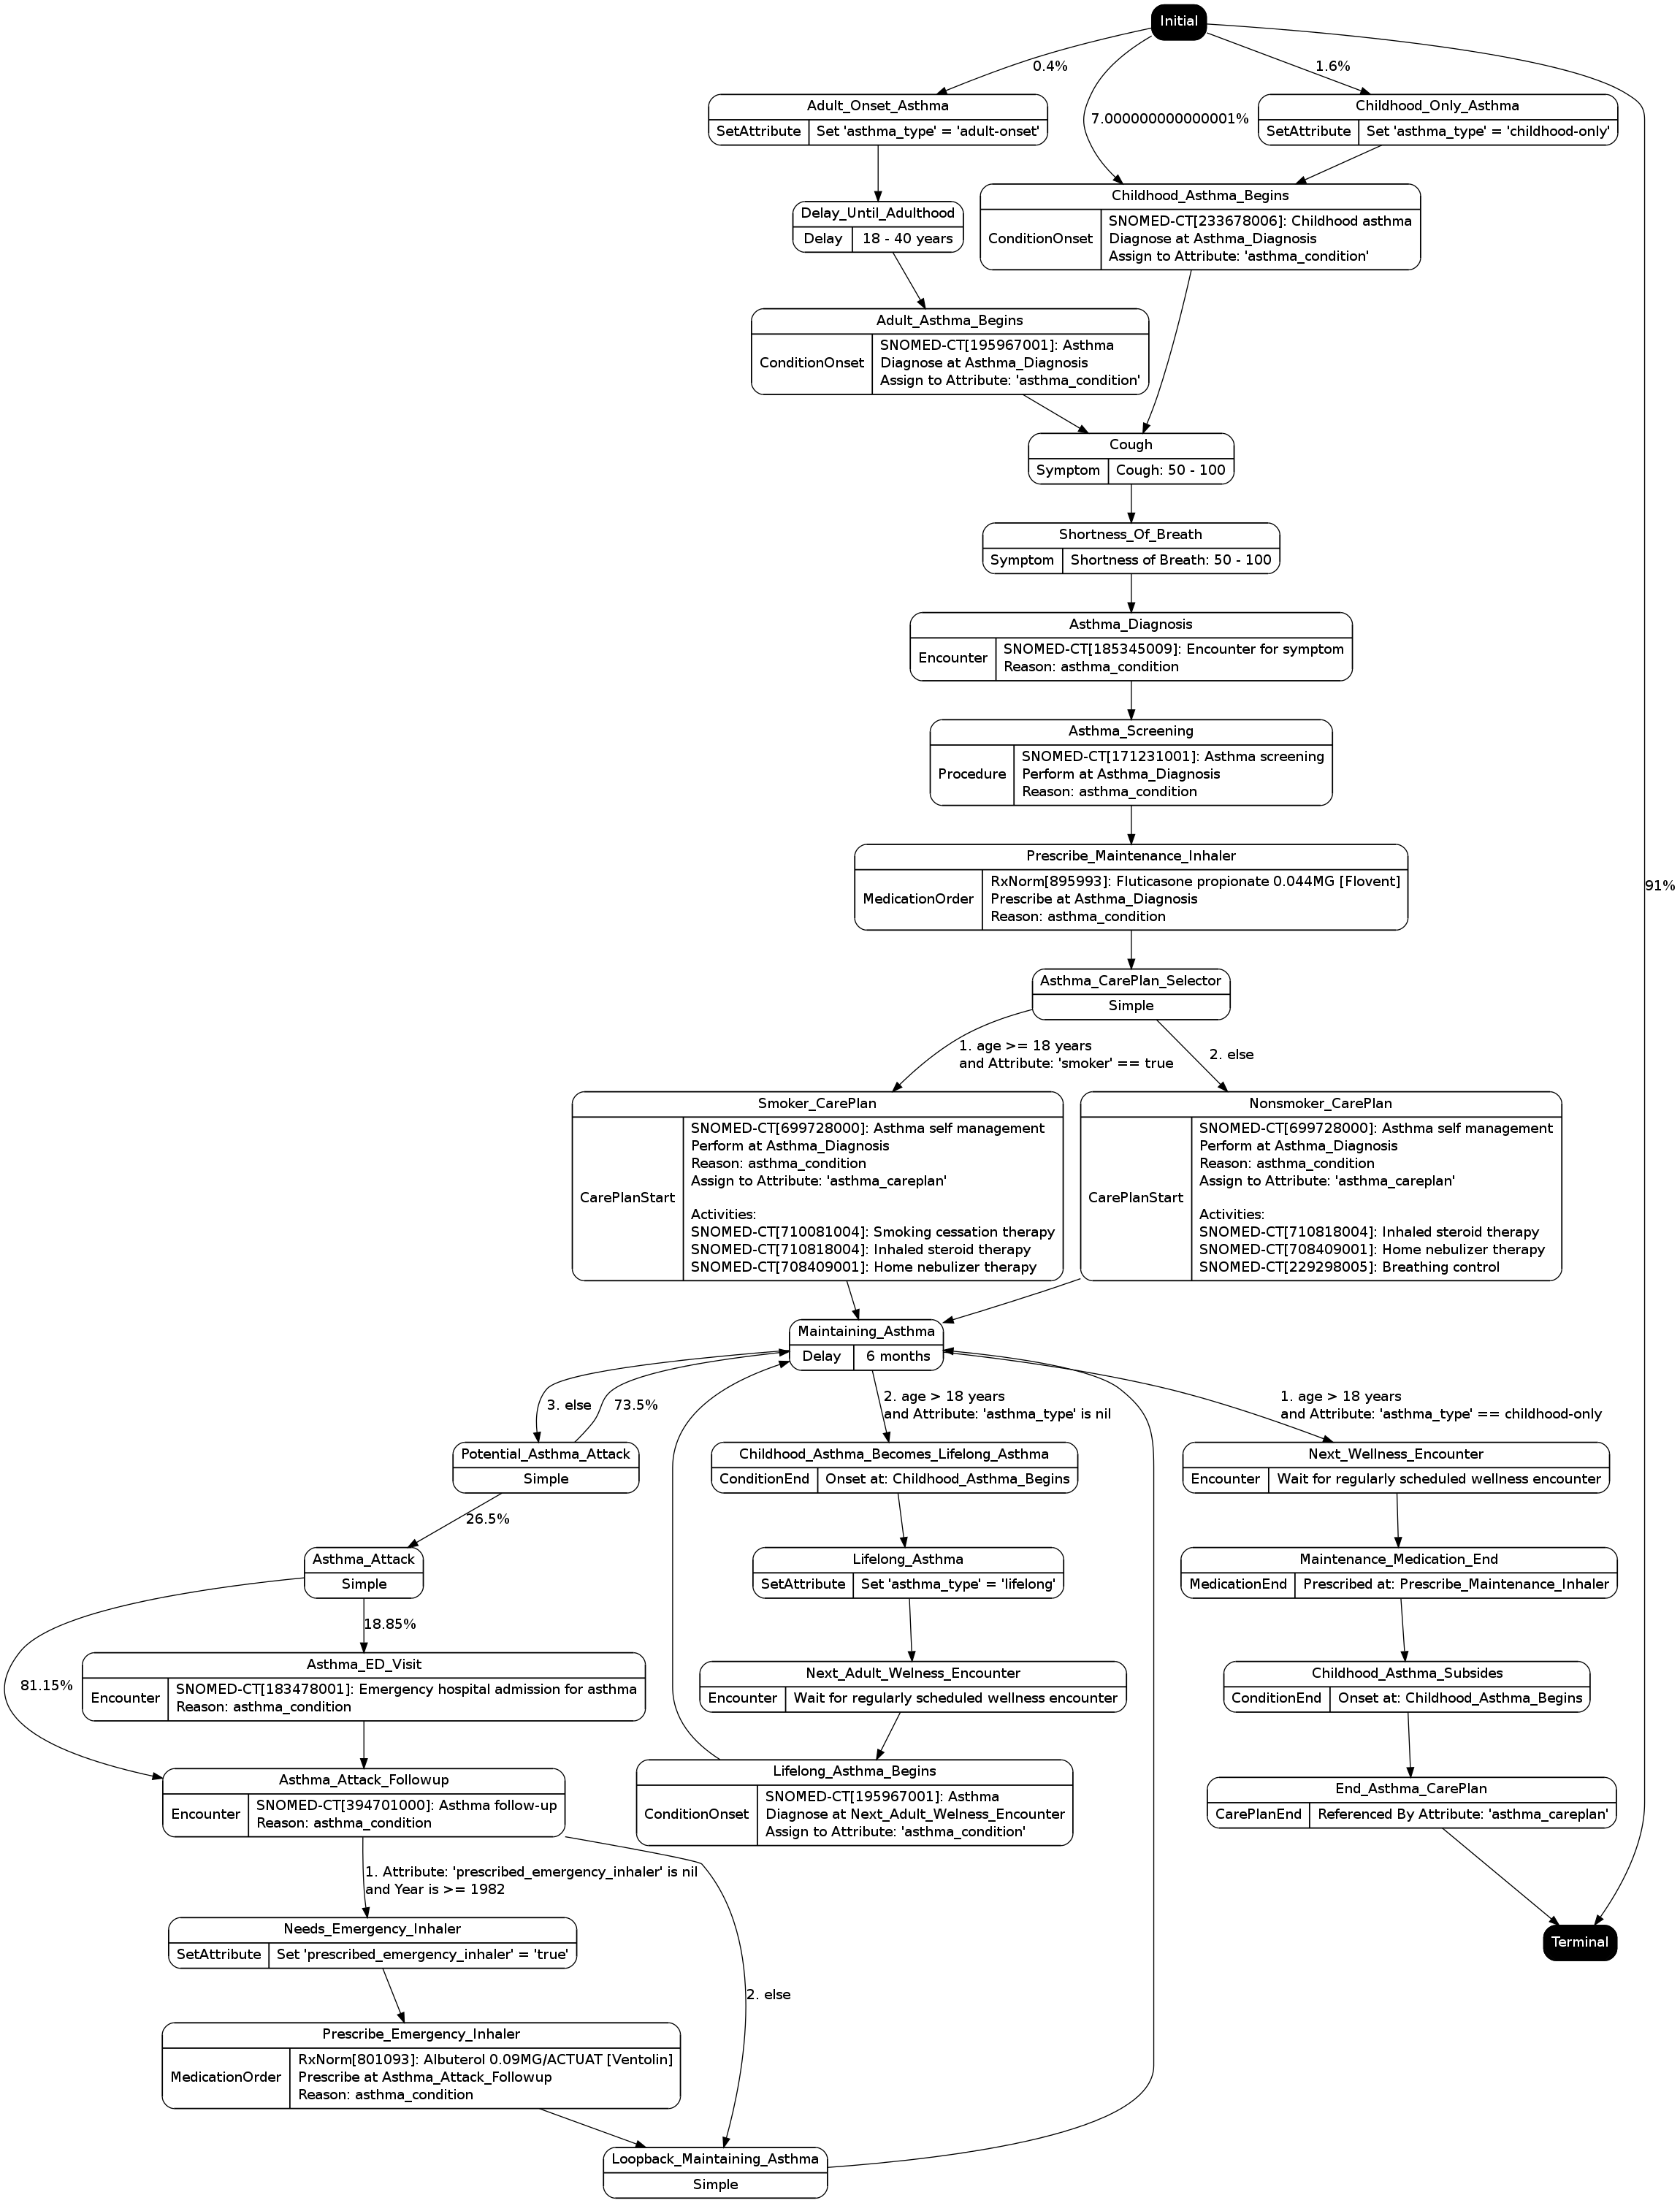 Initial
0.4%
7.000000000000001%
1.6%
Adult_Onset_Asthma
SetAttribute
Set 'asthma_type' = 'adult-onset'
Childhood_Only_Asthma
SetAttribute
Set 'asthma_type' = 'childhood-only'
Delay_Until_Adulthood
Delay
18 - 40 years
Childhood_Asthma_Begins
ConditionOnset
SNOMED-CT[233678006]: Childhood asthma
Diagnose at Asthma_Diagnosis
Assign to Attribute: 'asthma_condition'
Adult_Asthma_Begins
ConditionOnset
SNOMED-CT[195967001]: Asthma
Diagnose at Asthma_Diagnosis
Assign to Attribute: 'asthma_condition'
Cough
Symptom
Cough: 50 - 100
Shortness_Of_Breath
Symptom
Shortness of Breath: 50 - 100
Asthma_Diagnosis
Encounter
SNOMED-CT[185345009]: Encounter for symptom
Reason: asthma_condition
Asthma_Screening
Procedure
SNOMED-CT[171231001]: Asthma screening
Perform at Asthma_Diagnosis
Reason: asthma_condition
Prescribe_Maintenance_Inhaler
MedicationOrder
RxNorm[895993]: Fluticasone propionate 0.044MG [Flovent]
Prescribe at Asthma_Diagnosis
Reason: asthma_condition
91%
Asthma_CarePlan_Selector
Simple
1. age >= 18 years
and Attribute: 'smoker' == true
2. else
Smoker_CarePlan
CarePlanStart
SNOMED-CT[699728000]: Asthma self management
Perform at Asthma_Diagnosis
Reason: asthma_condition
Assign to Attribute: 'asthma_careplan'
Activities:
SNOMED-CT[710081004]: Smoking cessation therapy
SNOMED-CT[710818004]: Inhaled steroid therapy
SNOMED-CT[708409001]: Home nebulizer therapy
Nonsmoker_CarePlan
CarePlanStart
SNOMED-CT[699728000]: Asthma self management
Perform at Asthma_Diagnosis
Reason: asthma_condition
Assign to Attribute: 'asthma_careplan'
Activities:
SNOMED-CT[710818004]: Inhaled steroid therapy
SNOMED-CT[708409001]: Home nebulizer therapy
SNOMED-CT[229298005]: Breathing control
Maintaining_Asthma
Delay
6 months
3. else
73.5%
2. age > 18 years
and Attribute: 'asthma_type' is nil
1. age > 18 years
and Attribute: 'asthma_type' == childhood-only
Potential_Asthma_Attack
Simple
Childhood_Asthma_Becomes_Lifelong_Asthma
ConditionEnd
Onset at: Childhood_Asthma_Begins
Next_Wellness_Encounter
Encounter
Wait for regularly scheduled wellness encounter
26.5%
Asthma_Attack
Simple
Lifelong_Asthma
SetAttribute
Set 'asthma_type' = 'lifelong'
Maintenance_Medication_End
MedicationEnd
Prescribed at: Prescribe_Maintenance_Inhaler
18.85%
81.15%
Asthma_ED_Visit
Encounter
SNOMED-CT[183478001]: Emergency hospital admission for asthma
Reason: asthma_condition
Next_Adult_Welness_Encounter
Encounter
Wait for regularly scheduled wellness encounter
Childhood_Asthma_Subsides
ConditionEnd
Onset at: Childhood_Asthma_Begins
Asthma_Attack_Followup
Encounter
SNOMED-CT[394701000]: Asthma follow-up
Reason: asthma_condition
Lifelong_Asthma_Begins
ConditionOnset
SNOMED-CT[195967001]: Asthma
Diagnose at Next_Adult_Welness_Encounter
Assign to Attribute: 'asthma_condition'
End_Asthma_CarePlan
CarePlanEnd
Referenced By Attribute: 'asthma_careplan'
1. Attribute: 'prescribed_emergency_inhaler' is nil
and Year is >= 1982
Needs_Emergency_Inhaler
SetAttribute
Set 'prescribed_emergency_inhaler' = 'true'
Terminal
2. else
Prescribe_Emergency_Inhaler
MedicationOrder
RxNorm[801093]: Albuterol 0.09MG/ACTUAT [Ventolin]
Prescribe at Asthma_Attack_Followup
Reason: asthma_condition
Loopback_Maintaining_Asthma
Simple